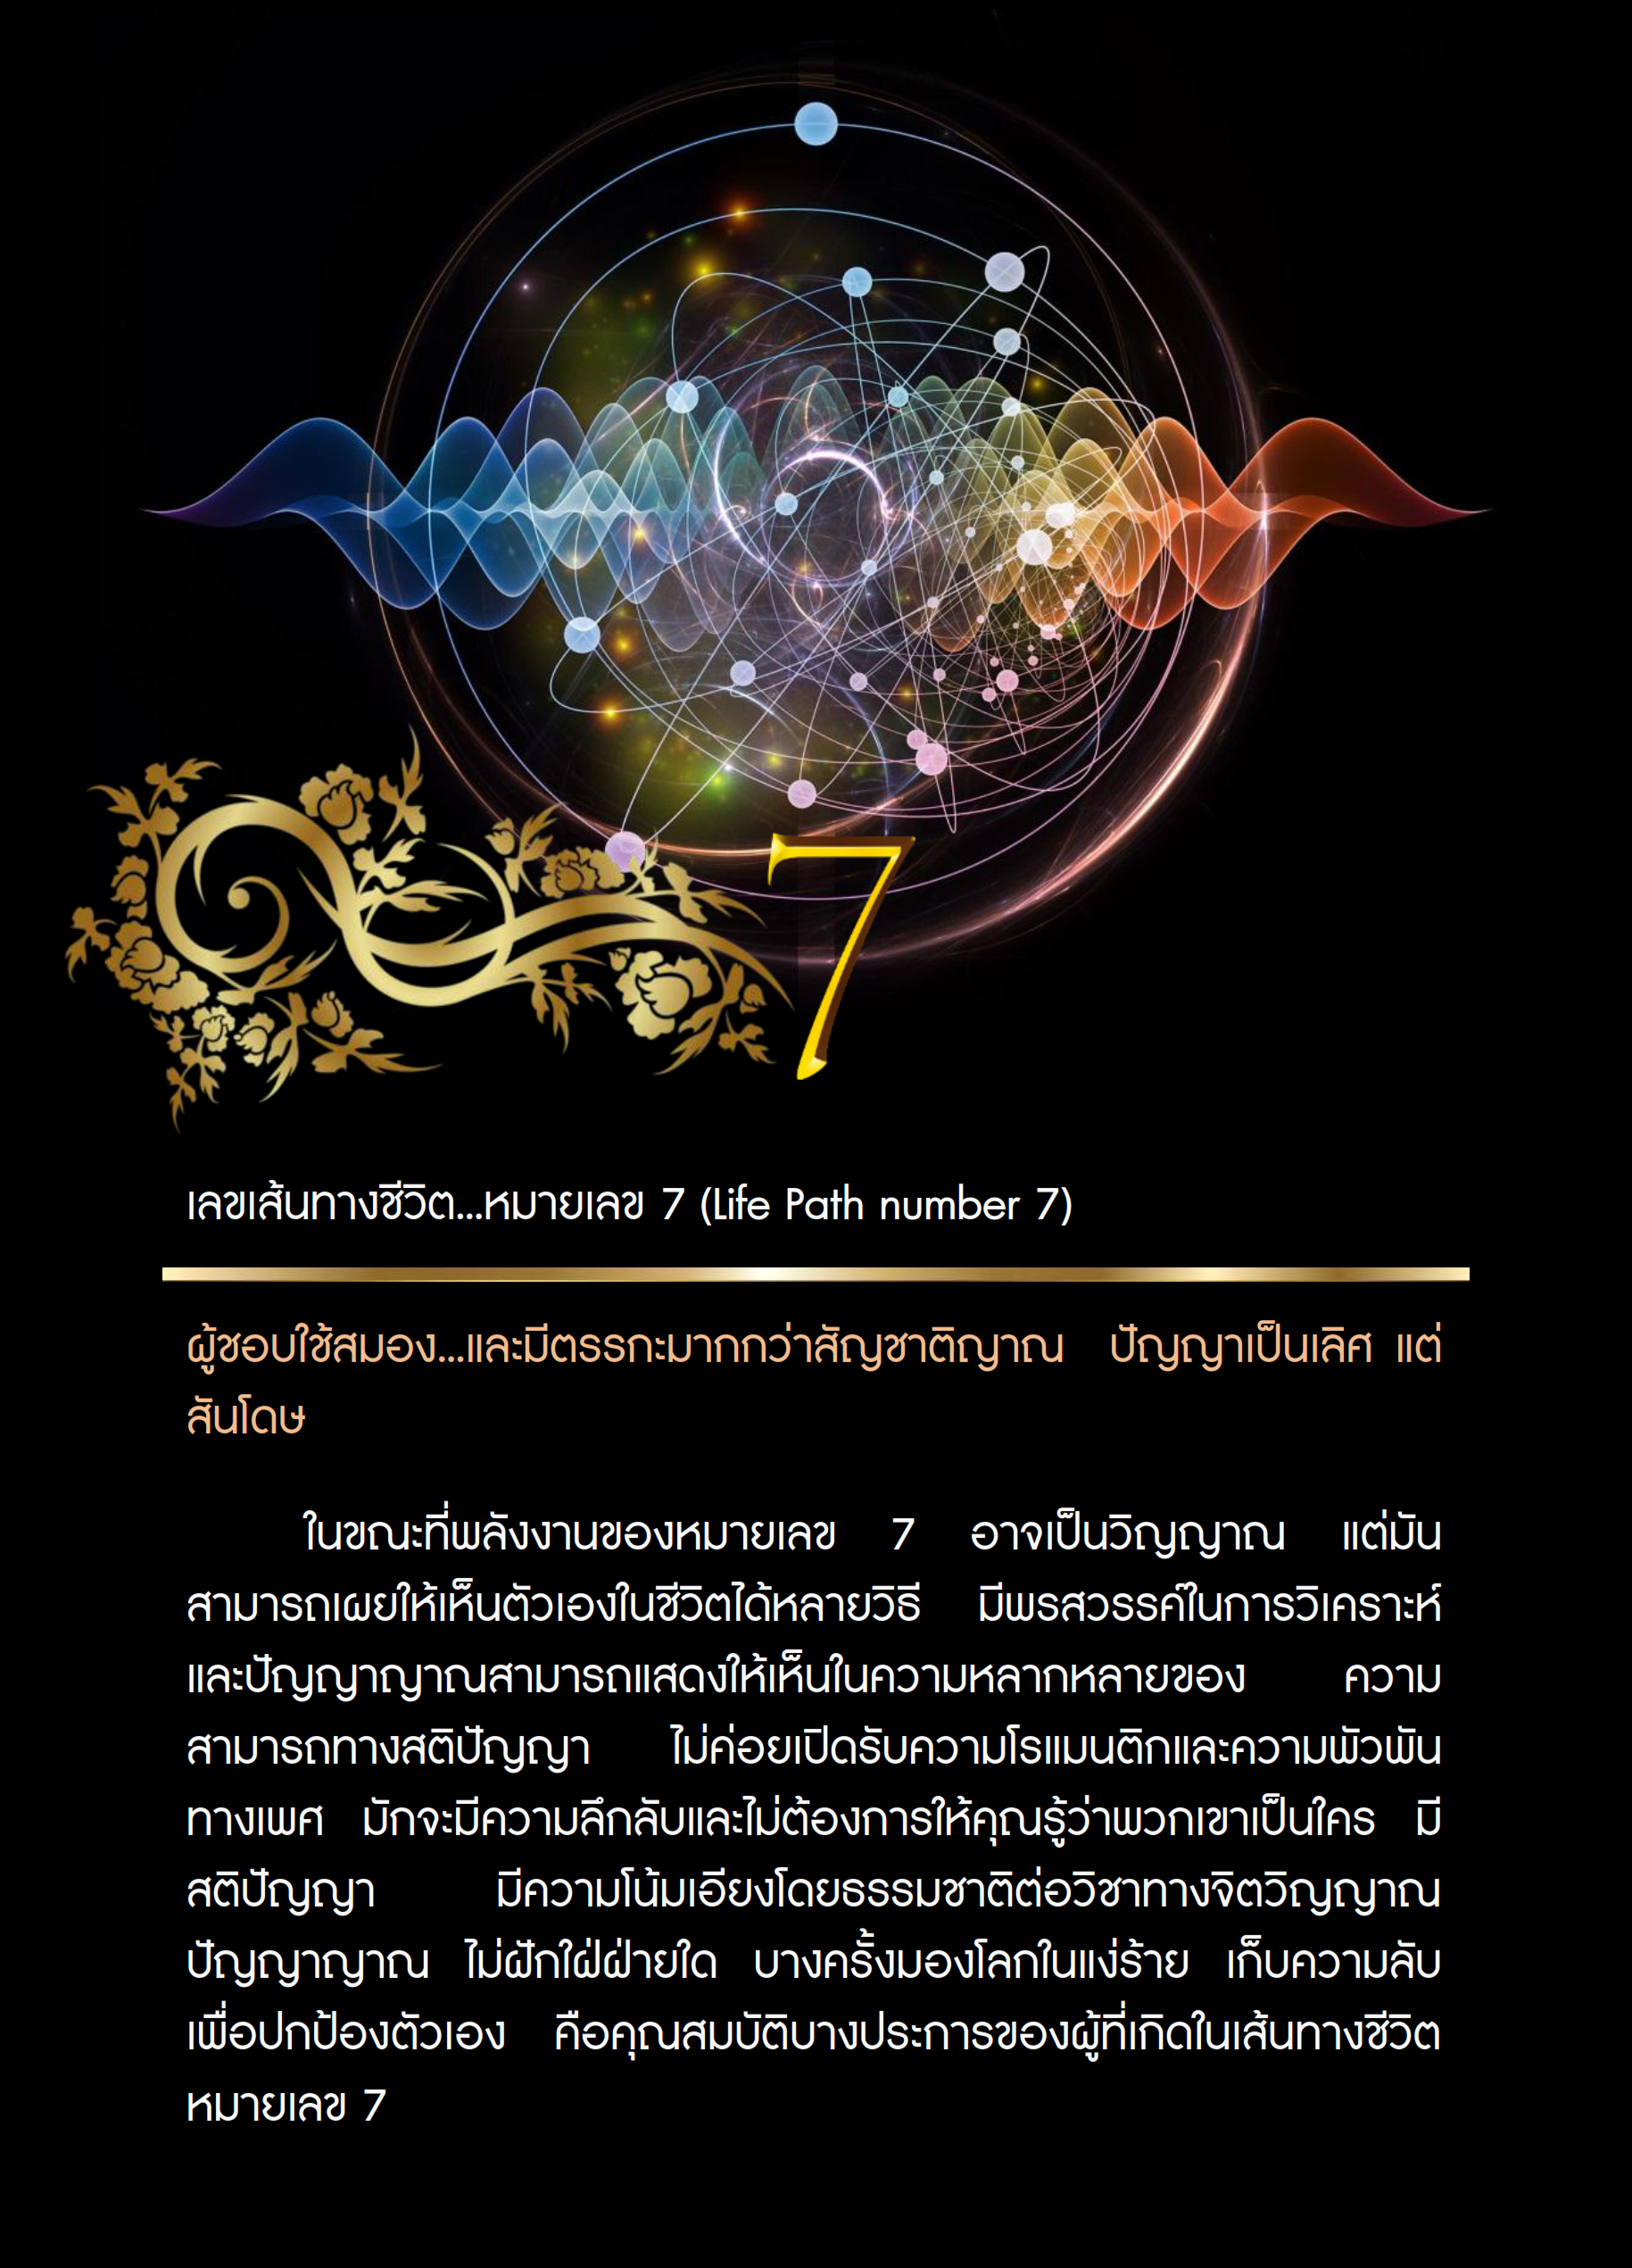 7
เลขเส้นทางชีวิต...หมายเลข 7 (Life Path number 7)
ผู้ชอบใช้สมอง...และมีตรรกะมากกว่าสัญชาติญาณ ปัญญาเป็นเลิศ แต่
สันโดษ
ในขณะที่พลังงานของหมายเลข 7 อาจเป็นวิญญาณ แต่มัน
สามารถเผยให้เห็นตัวเองในชีวิตได้หลายวิธี มีพรสวรรค์ในการวิเคราะห์
และปัญญาญาณสามารถแสดงให้เห็นในความหลากหลายของ ความ
สามารถทางสติปัญญา ไม่ค่อยเปิดรับความโรแมนติกและความพัวพัน
ทางเพศ มักจะมีความลึกลับและไม่ต้องการให้คุณรู้ว่าพวกเขาเป็นใคร มี
สติปัญญา มีความโน้มเอียงโดยธรรมชาติต่อวิชาทางจิตวิญญาณ
ปัญญาญาณ ไม่ฝักใฝ่ฝ่ายใด บางครั้งมองโลกในแง่ร้าย เก็บความลับ
เพื่อปกป้องตัวเอง คือคุณสมบัติบางประการของผู้ที่เกิดในเส้นทางชีวิต
หมายเลข 7